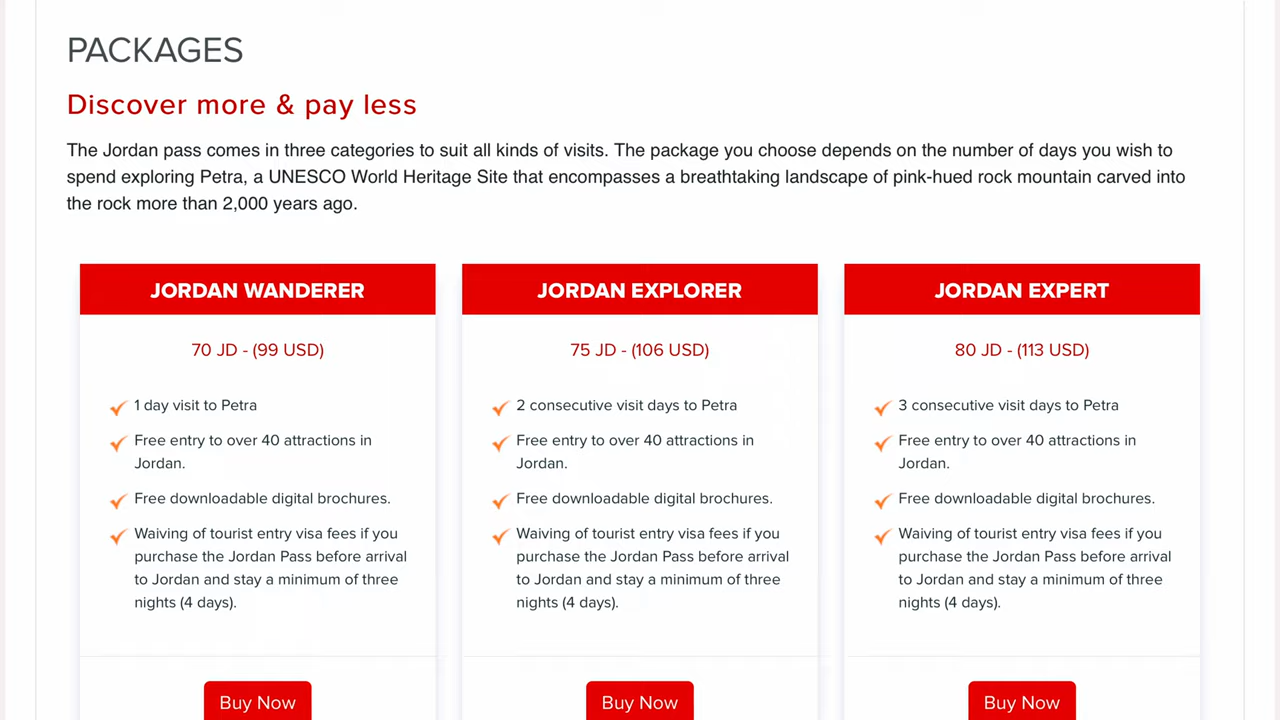 PACKAGES
Discover more & pay less
The Jordan pass comes in three categories to suit all kinds of visits. The package you choose depends on the number of days you wish to
spend exploring Petra, a UNESCO World Heritage Site that encompasses a breathtaking landscape of pink-hued rock mountain carved into
the rock more than 2,000 years ago.
JORDAN WANDERER
70 JD - (99 USD)
1 day visit to Petra
Free entry to over 40 attractions in
Jordan.
Free downloadable digital brochures.
Waiving of tourist entry visa fees if you
purchase the Jordan Pass before arrival
to Jordan and stay a minimum of three
nights (4 days).
Buy Now
JORDAN EXPLORER
75 JD - (106 USD)
2 consecutive visit days to Petra
Free entry to over 40 attractions in
Jordan.
Free downloadable digital brochures.
Waiving of tourist entry visa fees if you
purchase the Jordan Pass before arrival
to Jordan and stay a minimum of three
nights (4 days).
Buy Now
JORDAN EXPERT
80 JD - (113 USD)
3 consecutive visit days to Petra
Free entry to over 40 attractions in
Jordan.
Free downloadable digital brochures.
Waiving of tourist entry visa fees if you
purchase the Jordan Pass before arrival
to Jordan and stay a minimum of three
nights (4 days).
Buy Now